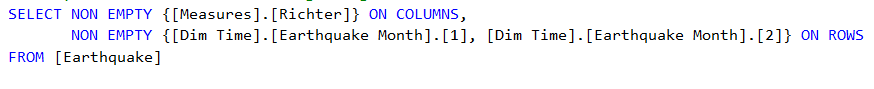 SELECT NON EMPTY {[Measures].[Richter]} ON COLUMNS,
       NON EMPTY {[Dim Time].[Earthquake Month].[1], [Dim Time].[Earthquake Month].[2]} ON ROWS
FROM [Earthquake]